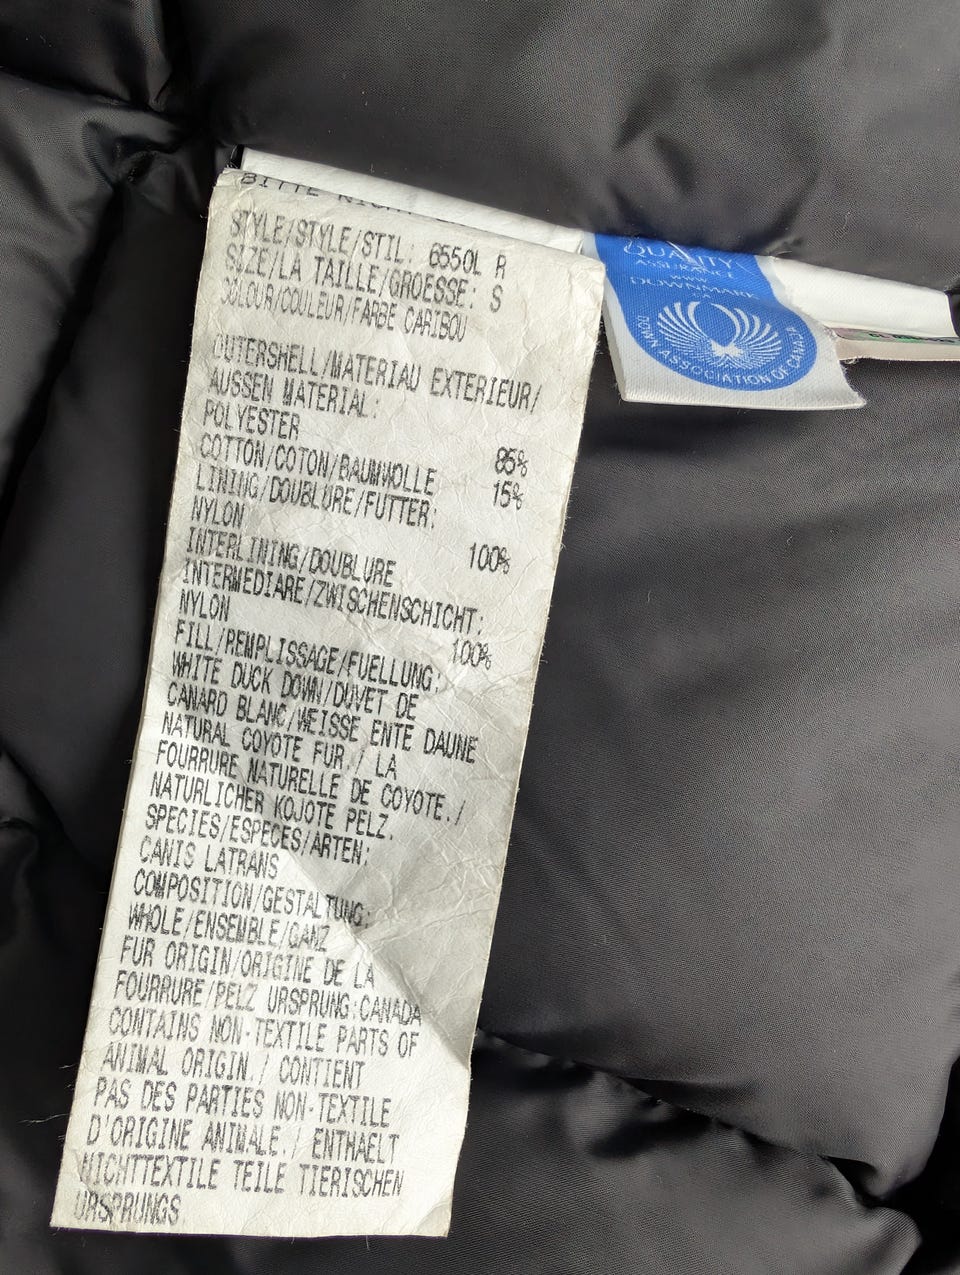 BITTE NICHT
STYLE/STYLE/STIL: 6550L R
SIZE/LA TAILLE/GROESSE: S
COLOUR/COULEUR/FARBE CARIBOU
OUTERSHELL/MATERIAU EXTERIEUR/
AUSSEN MATERIAL:
POLYESTER 85%
COTTON/COTON/BAUMWOLLE 15%
LINING/DOUBLURE/FUTTER:
NYLON 100%
INTERLINING/DOUBLURE
INTERMEDIARE/ZWISCHENSCHICHT:
NYLON 100%
FILL/REMPLISSAGE/FUELLUNG:
WHITE DUCK DOWN/DUVET DE
CANARD BLANC/WEISSE ENTE DAUNE
NATURAL COYOTE FUR./ LA
FOURRURE NATURELLE DE COYOTE./
NATURLICHER KOJOTE PELZ.
SPECIES/ESPECES/ARTEN:
CANIS LATRANS
COMPOSITION/GESTALTUNG:
WHOLE/ENSEMBLE/GANZ
FUR ORIGIN/ORIGINE DE LA
FOURRURE/PELZ URSPRUNG:CANADA
CONTAINS NON-TEXTILE PARTS OF
ANIMAL ORIGIN./ CONTIENT
PAS DES PARTIES NON-TEXTILE
D'ORIGINE ANIMALE./ ENTHAELT
NICHTTEXTILE TEILE TIERISCHEN
URSPRUNGS.
QUALITY
ASSURANCE
WWW.
DOWNMARK
.CA
DOWN ASSOCIATION OF CANADA